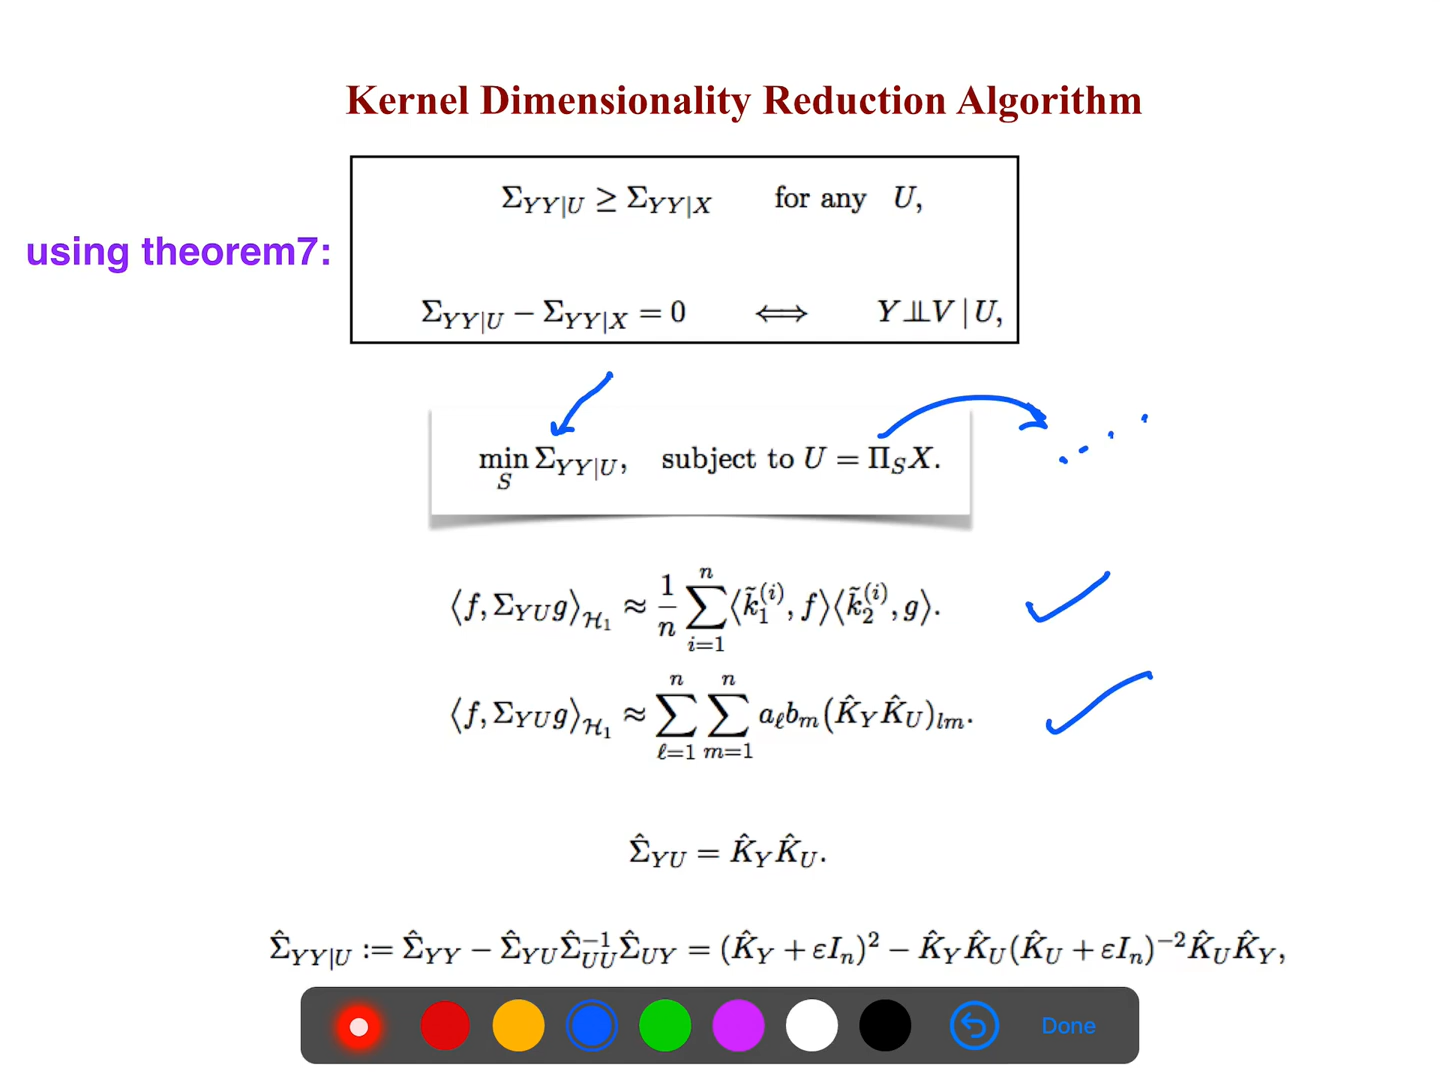 Kernel Dimensionality Reduction Algorithm
Σ_{YY|U} ≥ Σ_{YY|X} for any U,
using theorem7:
Σ_{YY|U} − Σ_{YY|X} = 0 ⟺ Y ⫫ V | U,
min_S Σ_{YY|U}, subject to U = Π_S X.
⟨f, Σ_{YU} g⟩_{ℋ_1} ≈ \frac{1}{n} ∑_{i=1}^{n} ⟨k̃_1^{(i)}, f⟩⟨k̃_2^{(i)}, g⟩.
⟨f, Σ_{YU} g⟩_{ℋ_1} ≈ ∑_{ℓ=1}^{n} ∑_{m=1}^{n} a_ℓ b_m (K̂_Y K̂_U)_{lm}.
Σ̂_{YU} = K̂_Y K̂_U.
Σ̂_{YY|U} := Σ̂_{YY} − Σ̂_{YU} Σ̂_{UU}^{−1} Σ̂_{UY} = (K̂_Y + εI_n)^2 − K̂_Y K̂_U (K̂_U + εI_n)^{−2} K̂_U K̂_Y,
Done